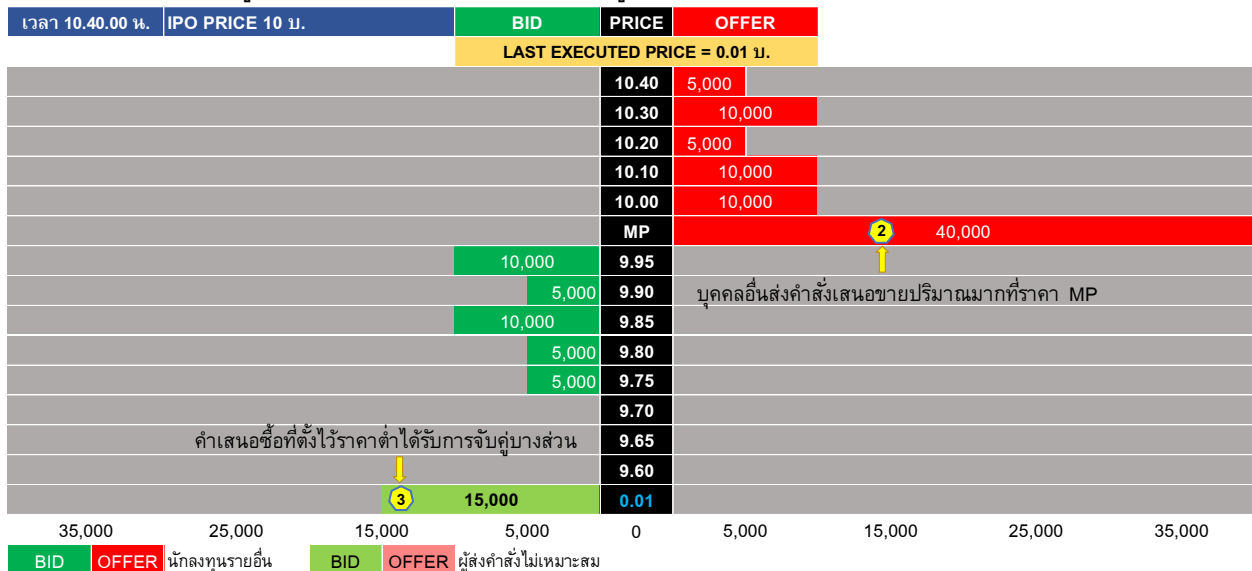 เวลา 10.40.00 น. IPO PRICE 10 บ. BID PRICE OFFER
LAST EXECUTED PRICE = 0.01 บ.
10.40 5,000
10.30 10,000
10.20 5,000
10.10 10,000
10.00 10,000
MP 2 40,000
10,000 9.95
5,000 9.90 บุคคลอื่นส่งคำสั่งเสนอขายปริมาณมากที่ราคา MP
10,000 9.85
5,000 9.80
5,000 9.75
9.70
คำเสนอซื้อที่ตั้งไว้ราคาต่ำได้รับการจับคู่บางส่วน 9.65
9.60
3 15,000 0.01
35,000 25,000 15,000 5,000 0 5,000 15,000 25,000 35,000
BID OFFER นักลงทุนรายอื่น BID OFFER ผู้ส่งคำสั่งไม่เหมาะสม